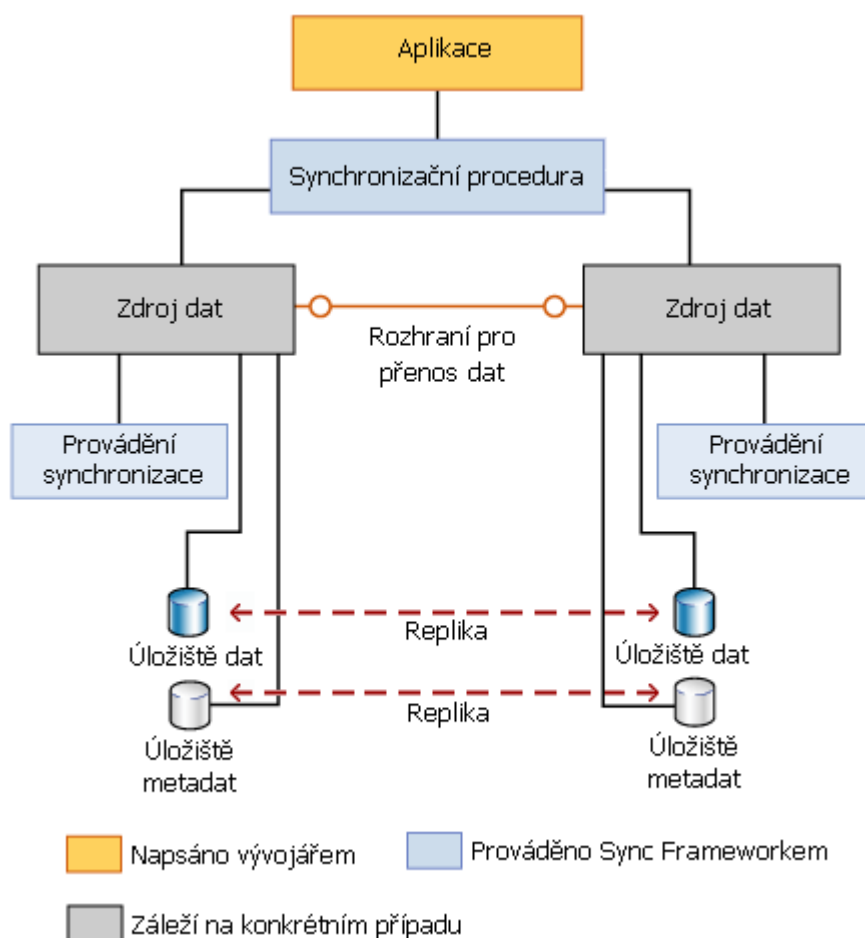 Aplikace
Synchronizační procedura
Zdroj dat
Zdroj dat
Rozhraní pro
přenos dat
Provádění
synchronizace
Provádění
synchronizace
Replika
Úložiště dat
Úložiště dat
Replika
Úložiště
metadat
Úložiště
metadat
Napsáno vývojářem
Prováděno Sync Frameworkem
Záleží na konkrétním případu